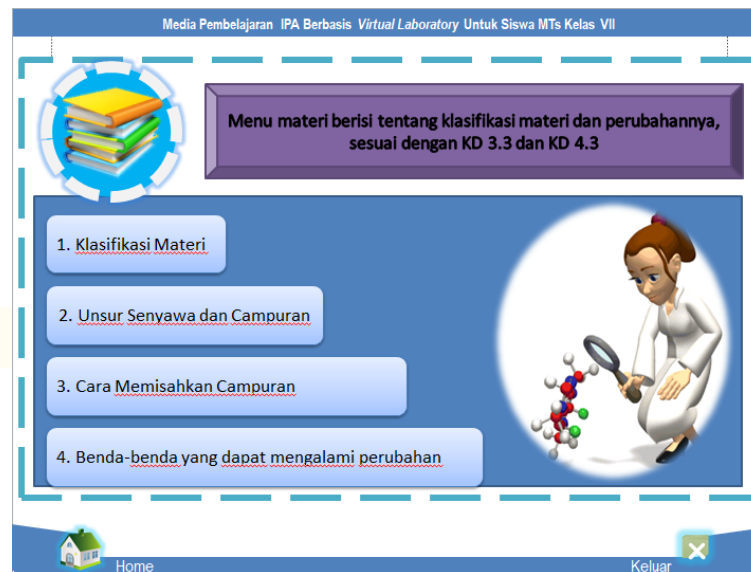 Media Pembelajaran IPA Berbasis Virtual Laboratory Untuk Siswa MTs Kelas VII
Menu materi berisi tentang klasifikasi materi dan perubahannya,
sesuai dengan KD 3.3 dan KD 4.3
1. Klasifikasi Materi
2. Unsur Senyawa dan Campuran
3. Cara Memisahkan Campuran
4. Benda-benda yang dapat mengalami perubahan
Home
Keluar